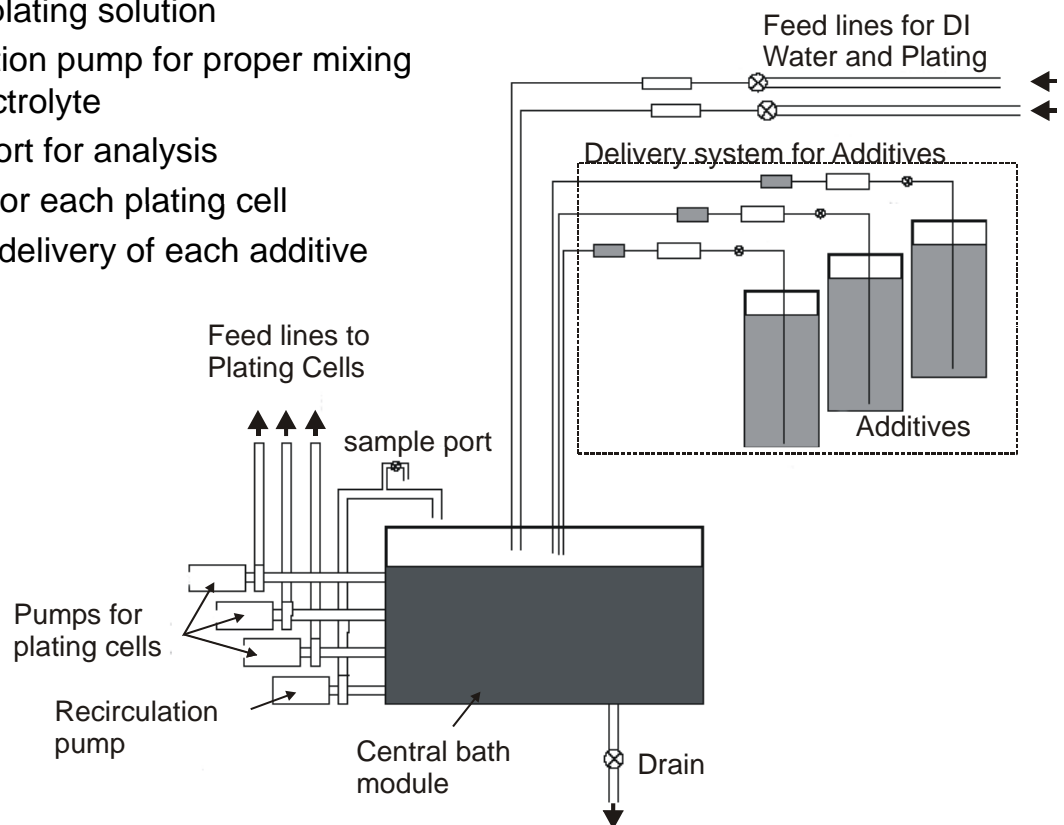 plating solution
tion pump for proper mixing
ctrolyte
ort for analysis
or each plating cell
delivery of each additive
Feed lines for DI
Water and Plating
Delivery system for Additives
Additives
Feed lines to
Plating Cells
sample port
Pumps for
plating cells
Recirculation
pump
Central bath
module
Drain